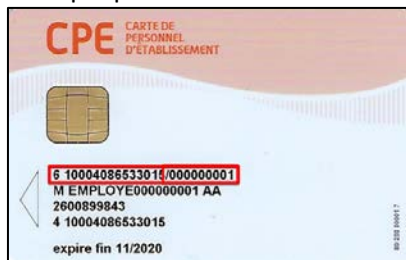 CPE CARTE DE
PERSONNEL
D'ÉTABLISSEMENT
6 10004086533015/000000001
M EMPLOYE000000001 AA
2600899843
4 10004086533015
expire fin 11/2020